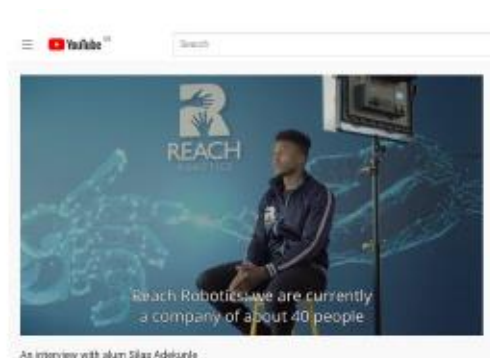 YouTube
Search
REACH
ROBOTICS
Reach Robotics; we are currently
a company of about 40 people
An interview with alum Silas Adekunle